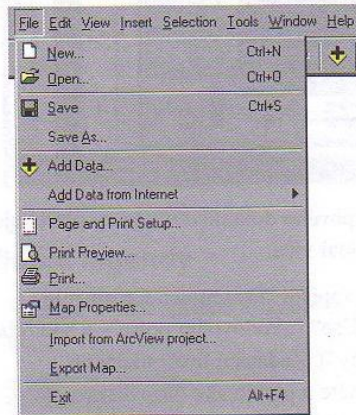 File Edit View Insert Selection Tools Window Help
New... Ctrl+N
Open... Ctrl+O
Save Ctrl+S
Save As...
Add Data...
Add Data from Internet
Page and Print Setup...
Print Preview...
Print...
Map Properties...
Import from ArcView project...
Export Map...
Exit Alt+F4